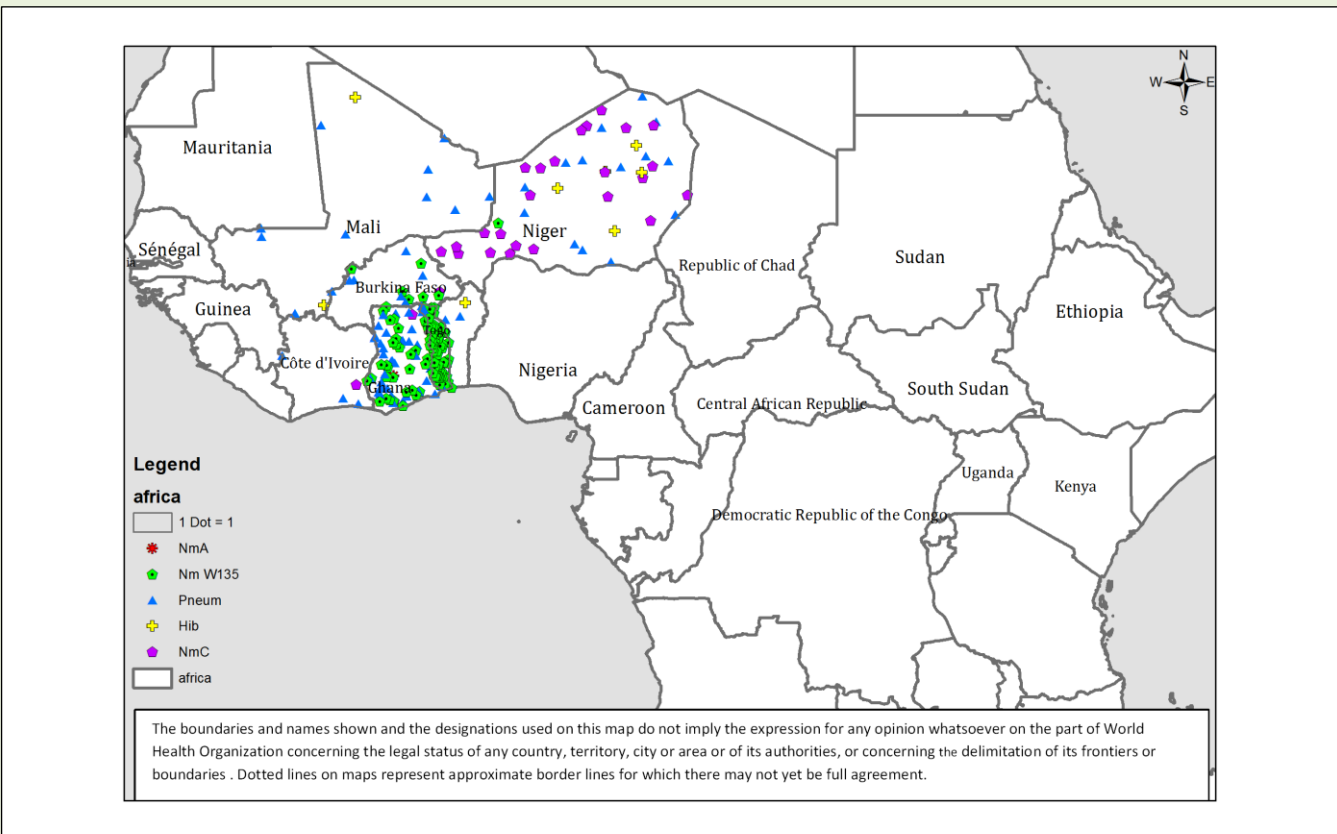 N
W E
S
Mauritania
Mali
Niger
Sénégal
Republic of Chad
Sudan
Burkina Faso
Guinea
Ethiopia
Togo
Côte d'Ivoire
Nigeria
Ghana
South Sudan
Cameroon
Central African Republic
Uganda
Kenya
Democratic Republic of the Congo
Legend
africa
1 Dot = 1
NmA
Nm W135
Pneum
Hib
NmC
africa
The boundaries and names shown and the designations used on this map do not imply the expression for any opinion whatsoever on the part of World
Health Organization concerning the legal status of any country, territory, city or area or of its authorities, or concerning the delimitation of its frontiers or
boundaries . Dotted lines on maps represent approximate border lines for which there may not yet be full agreement.